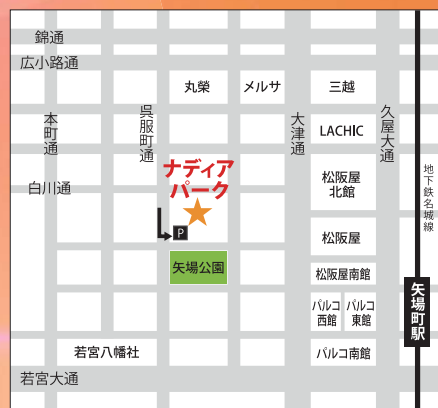 錦通
広小路通
丸榮
メルサ
三越
本町通
呉服町通
大津通
久屋大通
LACHIC
ナディア
パーク
白川通
松阪屋
北館
地下鉄名城線
P
松阪屋
矢場公園
松阪屋南館
矢場町駅
パルコ
西館
パルコ
東館
若宮八幡社
パルコ南館
若宮大通